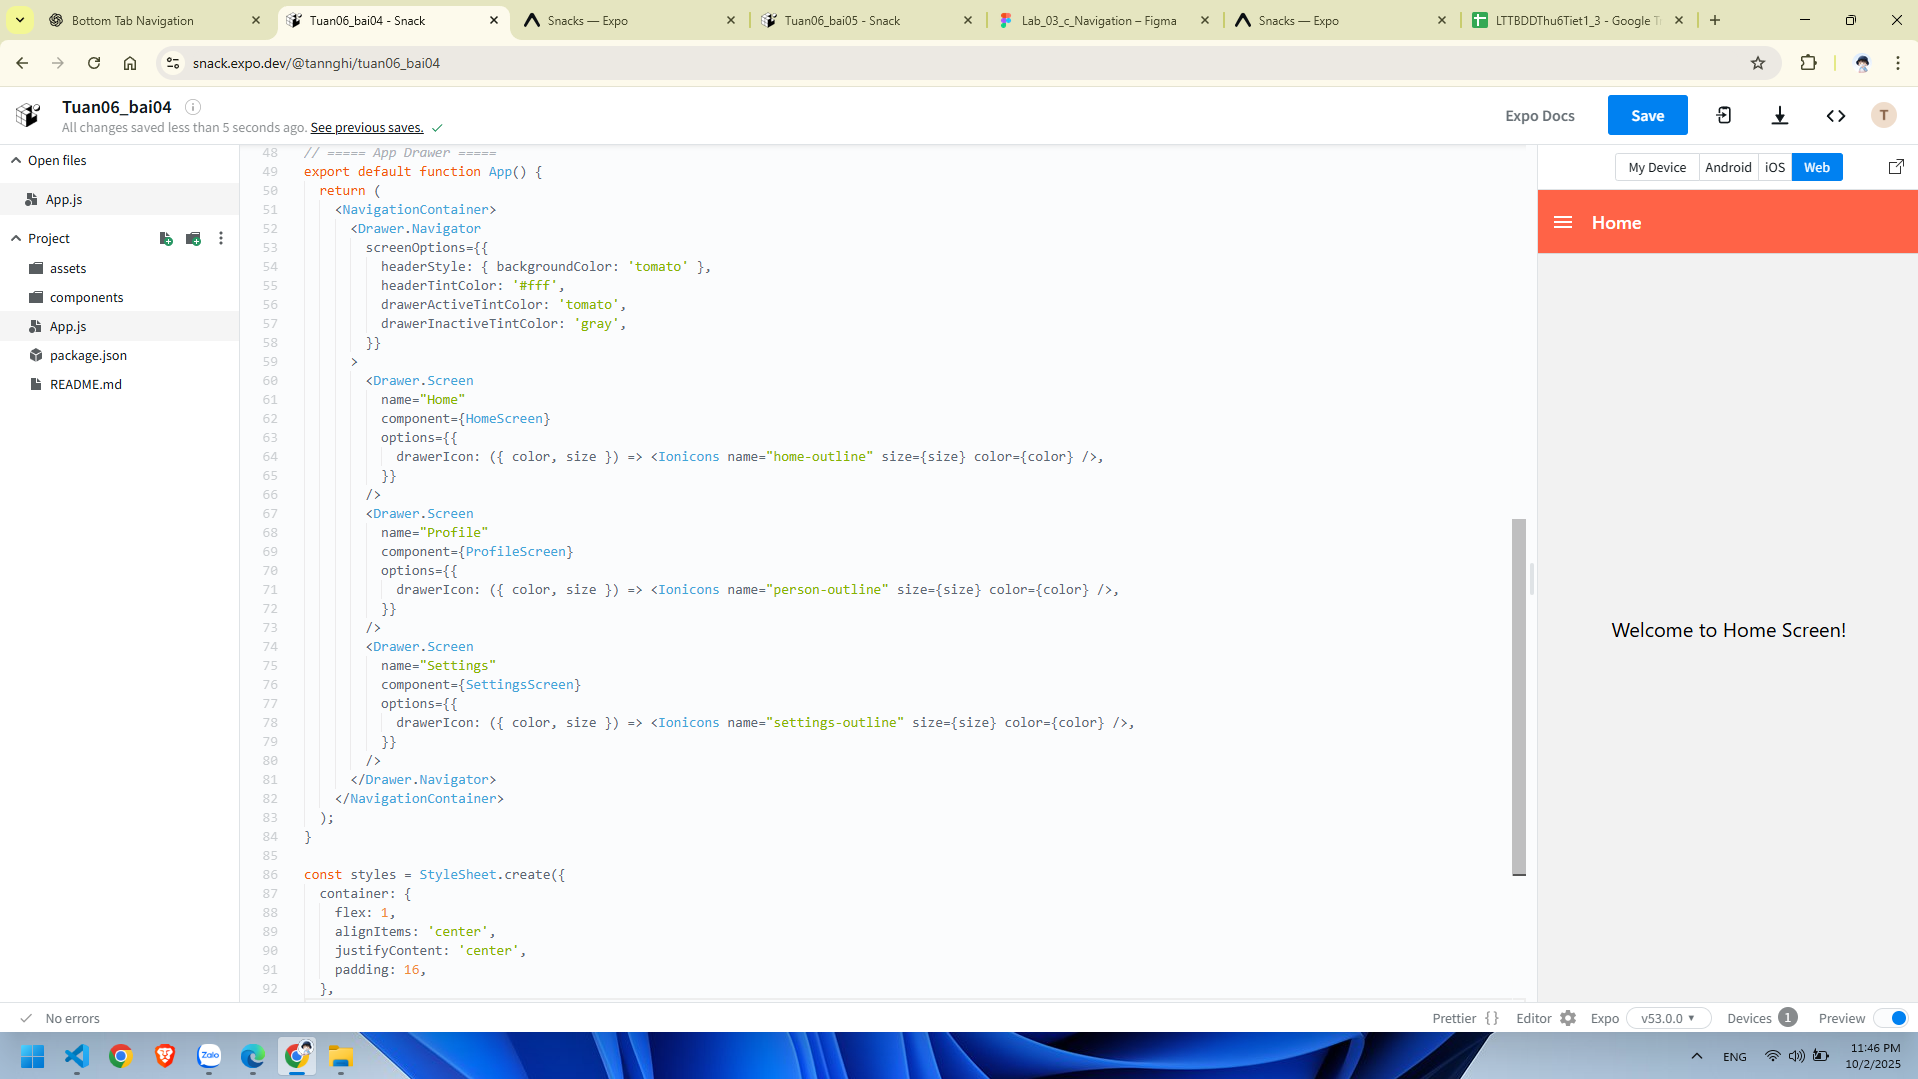 Bottom Tab Navigation
Tuan06_bai04 - Snack
Snacks — Expo
Tuan06_bai05 - Snack
Lab_03_c_Navigation – Figma
Snacks — Expo
LTTBDDThu6Tiet1_3 - Google Tr
snack.expo.dev/@tannghi/tuan06_bai04
Tuan06_bai04
All changes saved less than 5 seconds ago. See previous saves.
Expo Docs
Save
T
Open files
App.js
Project
assets
components
App.js
package.json
README.md
48 // ===== App Drawer =====
49 export default function App() {
50 return (
51 <NavigationContainer>
52 <Drawer.Navigator
53 screenOptions={{
54 headerStyle: { backgroundColor: 'tomato' },
55 headerTintColor: '#fff',
56 drawerActiveTintColor: 'tomato',
57 drawerInactiveTintColor: 'gray',
58 }}
59 >
60 <Drawer.Screen
61 name="Home"
62 component={HomeScreen}
63 options={{
64 drawerIcon: ({ color, size }) => <Ionicons name="home-outline" size={size} color={color} />,
65 }}
66 />
67 <Drawer.Screen
68 name="Profile"
69 component={ProfileScreen}
70 options={{
71 drawerIcon: ({ color, size }) => <Ionicons name="person-outline" size={size} color={color} />,
72 }}
73 />
74 <Drawer.Screen
75 name="Settings"
76 component={SettingsScreen}
77 options={{
78 drawerIcon: ({ color, size }) => <Ionicons name="settings-outline" size={size} color={color} />,
79 }}
80 />
81 </Drawer.Navigator>
82 </NavigationContainer>
83 );
84 }
85
86 const styles = StyleSheet.create({
87 container: {
88 flex: 1,
89 alignItems: 'center',
90 justifyContent: 'center',
91 padding: 16,
92 },
My Device Android iOS Web
Home
Welcome to Home Screen!
No errors
Prettier {} Editor Expo v53.0.0 Devices 1 Preview
Zalo
ENG
11:46 PM
10/2/2025